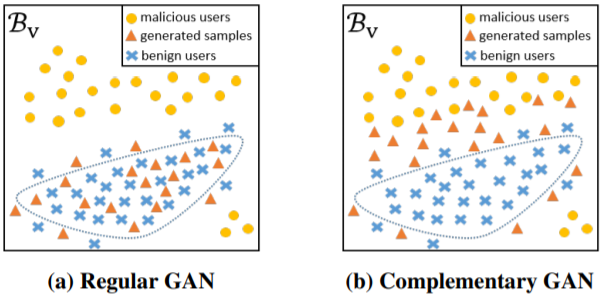 𝓑v
malicious users
generated samples
benign users
𝓑v
malicious users
generated samples
benign users
(a) Regular GAN
(b) Complementary GAN